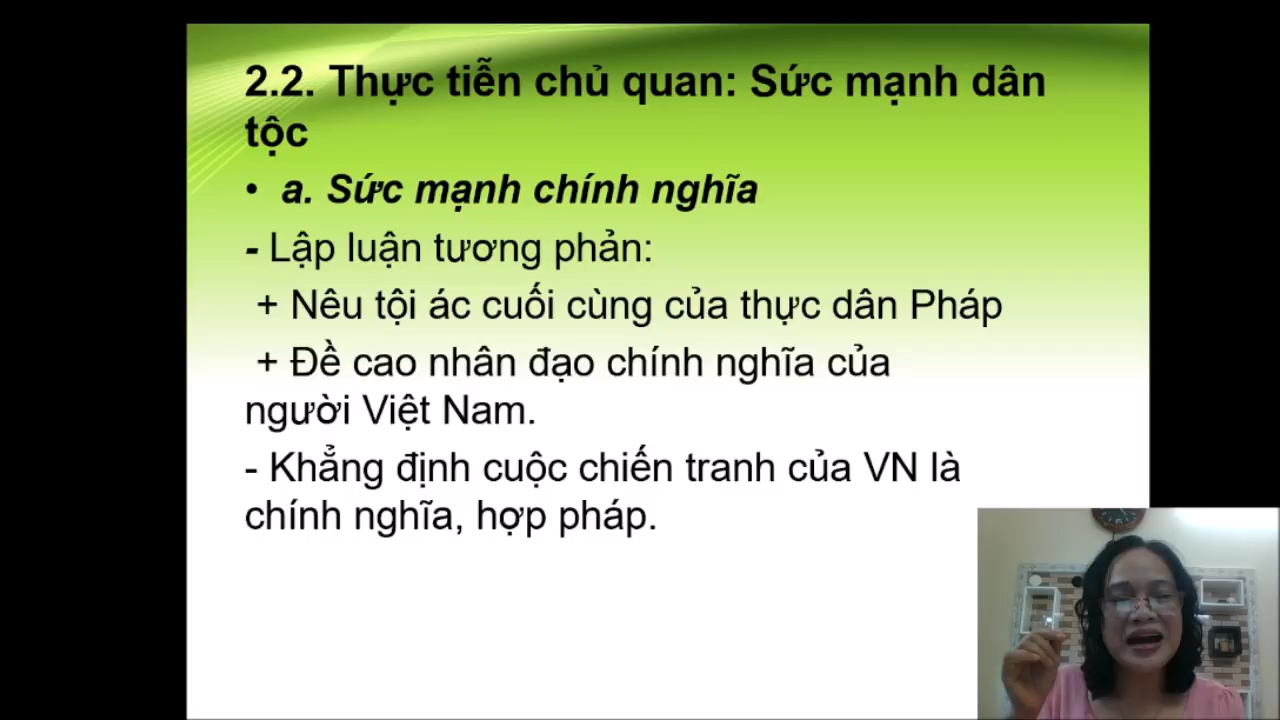 2.2. Thực tiễn chủ quan: Sức mạnh dân
tộc
• a. Sức mạnh chính nghĩa
- Lập luận tương phản:
+ Nêu tội ác cuối cùng của thực dân Pháp
+ Đề cao nhân đạo chính nghĩa của
người Việt Nam.
- Khẳng định cuộc chiến tranh của VN là
chính nghĩa, hợp pháp.